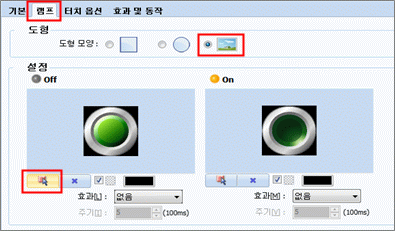 기본 램프 터치 옵션 효과 및 동작
도형
도형 모양 :
설정
Off On
효과[L] : 없음 효과[M] : 없음
주기[U] : 5 (100ms) 주기[V] : 5 (100ms)